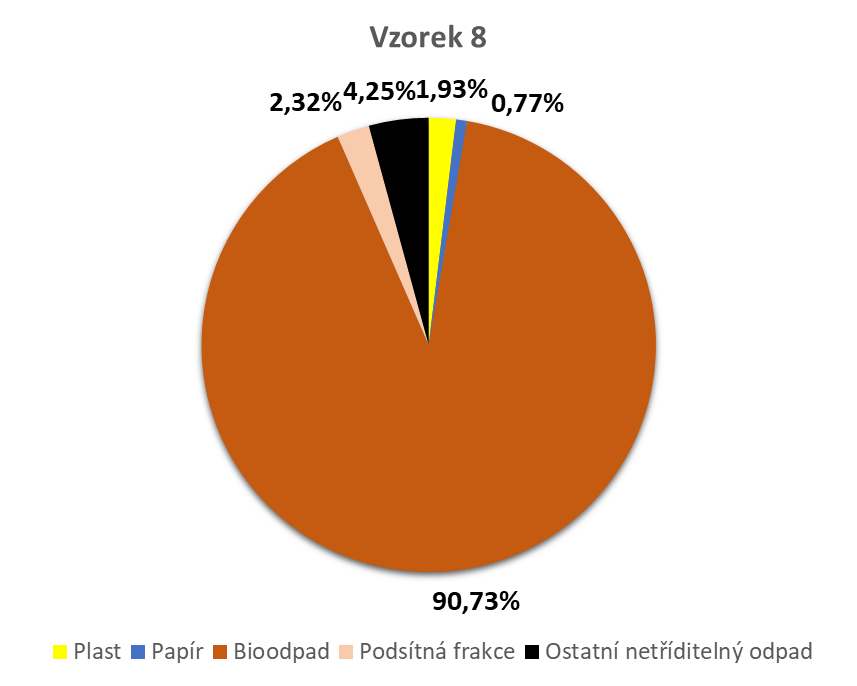 Vzorek 8
2,32% 4,25% 1,93% 0,77%
90,73%
Plast Papír Bioodpad Podsítná frakce Ostatní netříditelný odpad